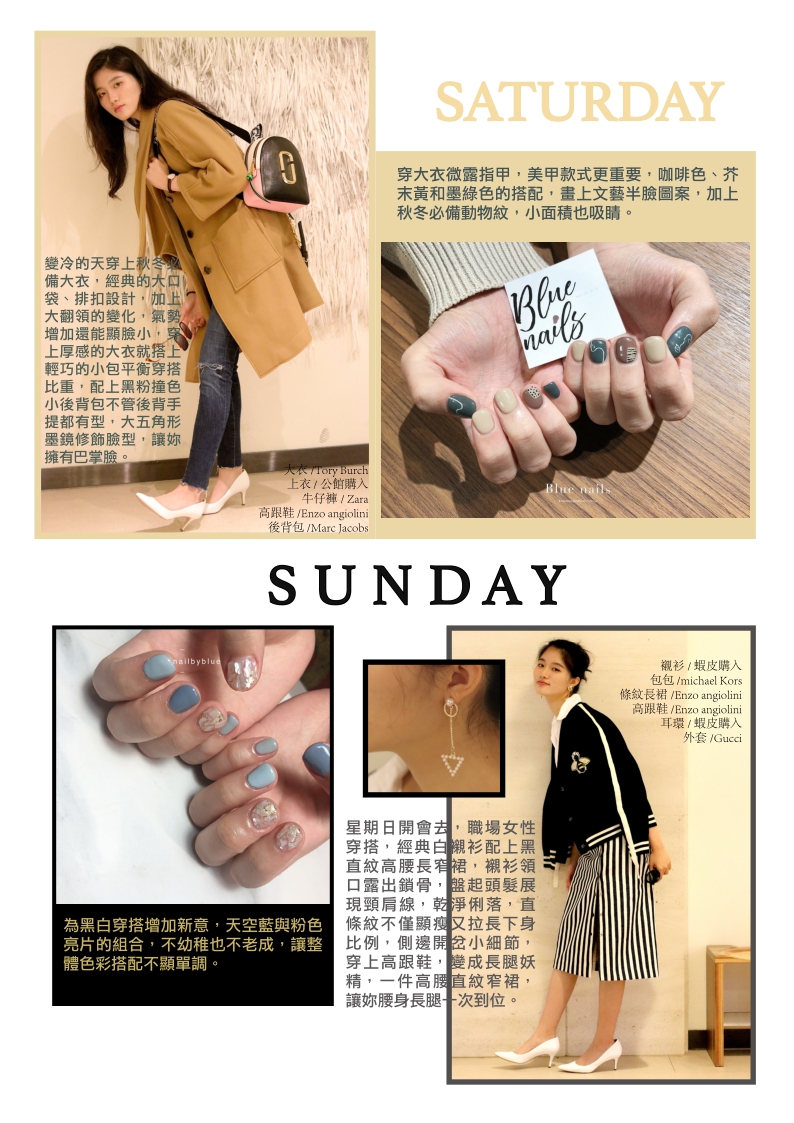 SATURDAY
穿大衣微露指甲，美甲款式更重要，咖啡色、芥
末黃和墨綠色的搭配，畫上文藝半臉圖案，加上
秋冬必備動物紋，小面積也吸睛。
變冷的天穿上秋冬必
備大衣，經典的大口
袋、排扣設計，加上
大翻領的變化，氣勢
增加還能顯臉小，穿
上厚感的大衣就搭上
輕巧的小包平衡穿搭
比重，配上黑粉撞色
小後背包不管後背手
提都有型，大五角形
墨鏡修飾臉型，讓妳
擁有巴掌臉。
大衣 /Tory Burch
上衣 / 公館購入
牛仔褲 / Zara
高跟鞋 /Enzo angiolini
後背包 /Marc Jacobs
Blue
nails
Blue nails
SUNDAY
#nailbyblue
為黑白穿搭增加新意，天空藍與粉色
亮片的組合，不幼稚也不老成，讓整
體色彩搭配不顯單調。
襯衫 / 蝦皮購入
包包 /michael Kors
條紋長裙 /Enzo angiolini
高跟鞋 /Enzo angiolini
耳環 / 蝦皮購入
外套 /Gucci
星期日開會去，職場女性
穿搭，經典白襯衫配上黑
直紋高腰長窄裙，襯衫領
口露出鎖骨，盤起頭髮展
現頸肩線，乾淨俐落，直
條紋不僅顯瘦又拉長下身
比例，側邊開岔小細節，
穿上高跟鞋，變成長腿妖
精，一件高腰直紋窄裙，
讓妳腰身長腿一次到位。